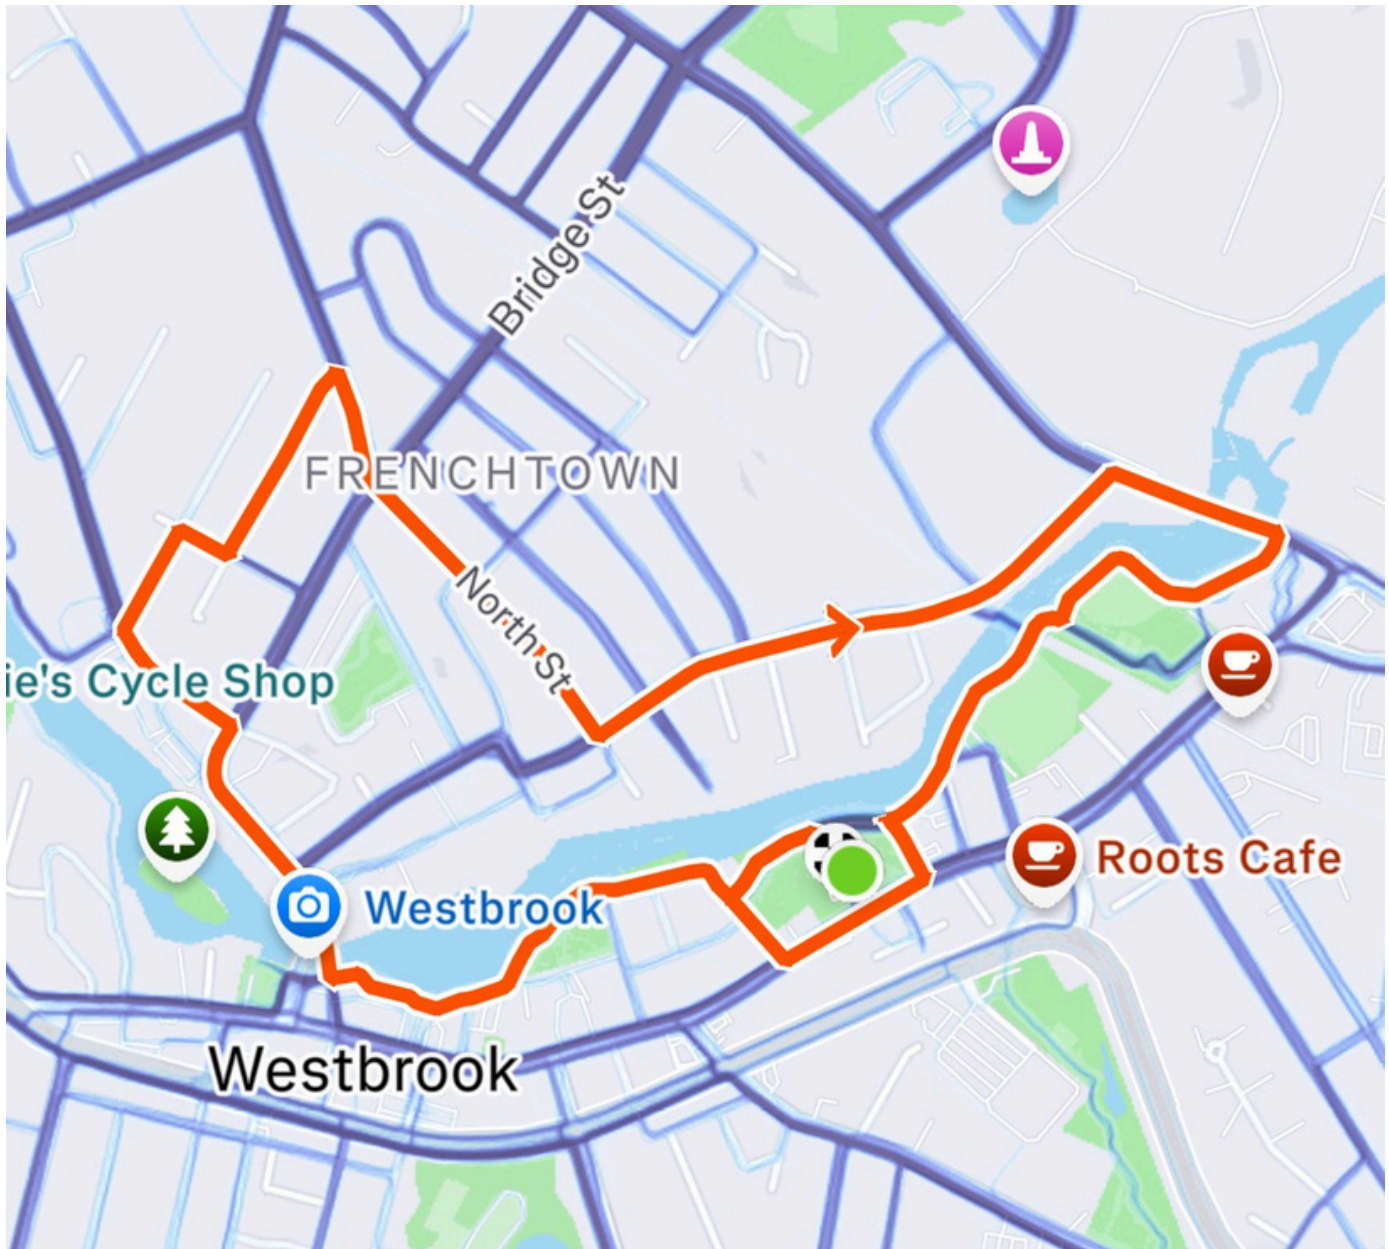 Bridge St
FRENCHTOWN
North St
ie's Cycle Shop
Roots Cafe
Westbrook
Westbrook